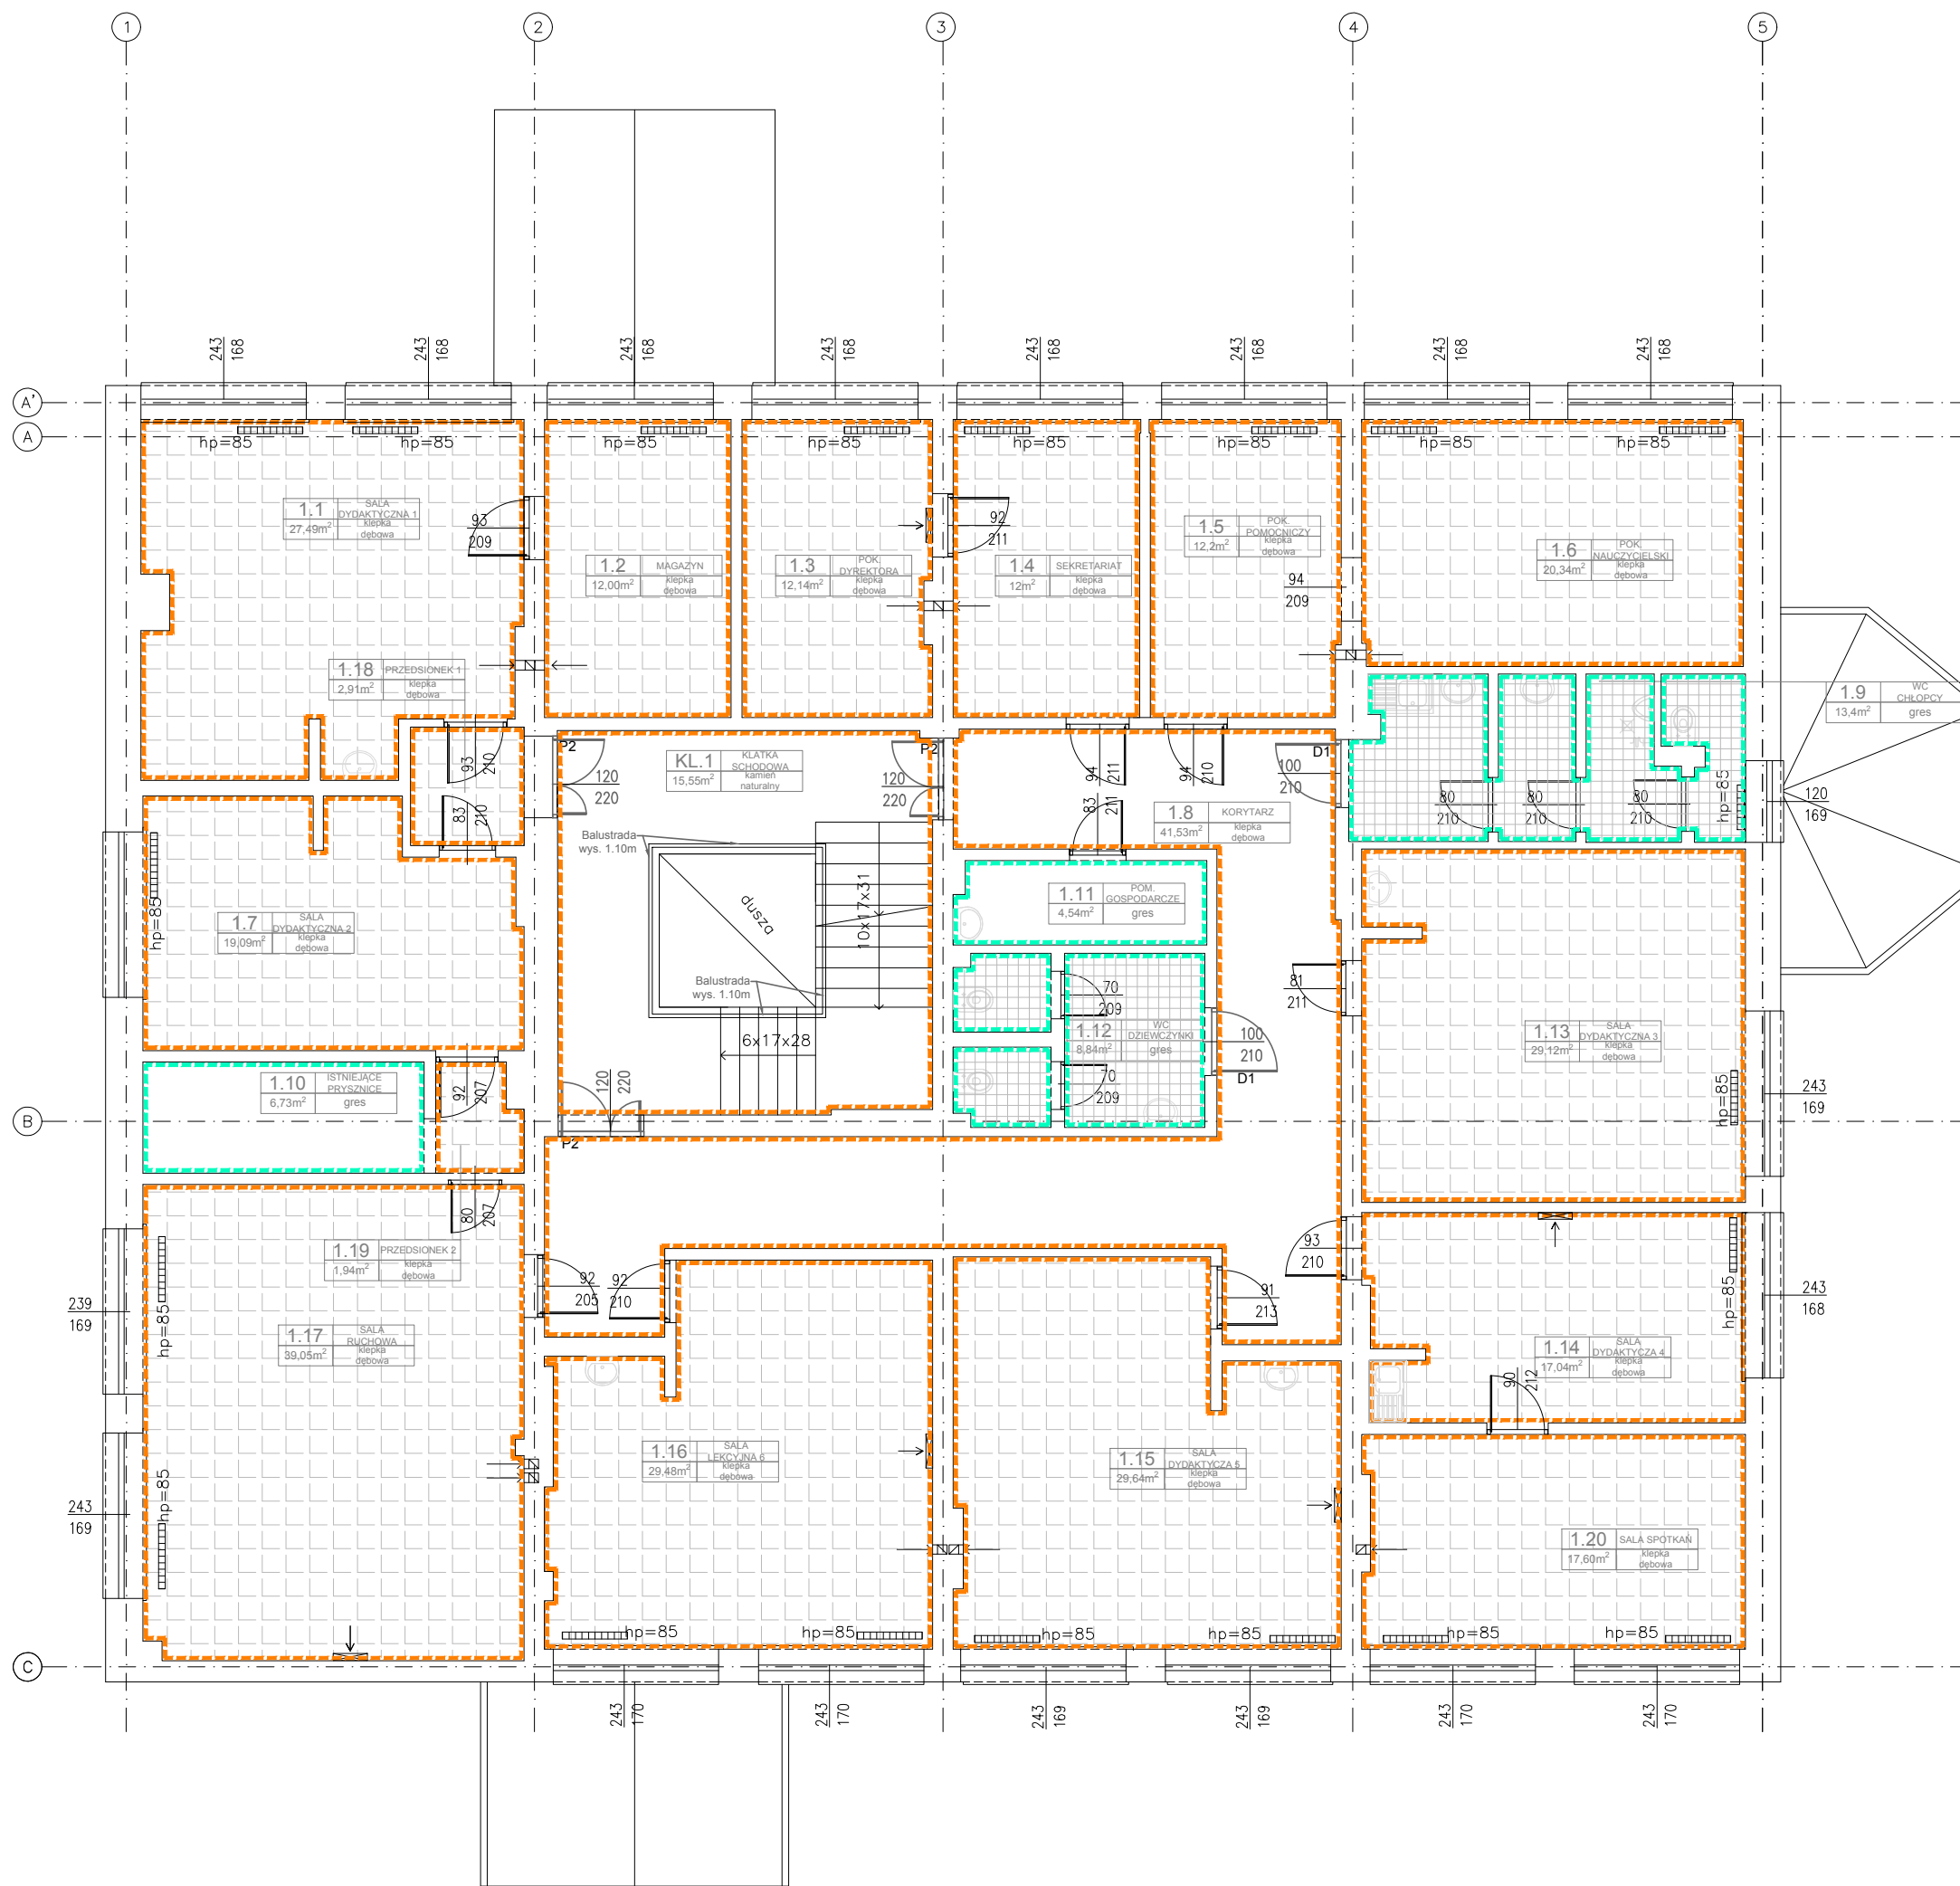 1 2 3 4 5
243 168 243 168 243 168 243 168 243 168 243 168 243 168 243 168
A'
A
hp=85 hp=85 hp=85 hp=85 hp=85 hp=85 hp=85 hp=85
1.1 SALA DYDAKTYCZNA 1
27,49m² klepka dębowa
93
209
92
211
1.2 MAGAZYN
12,00m² klepka dębowa
1.3 POK. DYREKTORA
12,14m² klepka dębowa
1.4 SEKRETARIAT
12m² klepka dębowa
1.5 POK. POMOCNICZY
12,2m² klepka dębowa
94
209
1.6 POK. NAUCZYCIELSKI
20,34m² klepka dębowa
1.18 PRZEDSIONEK 1
2,91m² klepka dębowa
1.9 WC CHŁOPCY
13,4m² gres
93
210
83
210
P2
120
220
KL.1 KLATKA SCHODOWA
15,55m² kamień naturalny
P2
120
220
94
211
94
210
83
211
D1
100
210
1.8 KORYTARZ
41,53m² klepka dębowa
80
210
80
210
80
210
hp=85
120
169
Balustrada
wys. 1.10m
dusza
10x17x31
Balustrada
wys. 1.10m
6x17x28
hp=85
1.7 SALA DYDAKTYCZNA 2
19,09m² klepka dębowa
1.11 POM. GOSPODARCZE
4,54m² gres
70
209
1.12 WC DZIEWCZYNKI
8,84m² gres
70
209
100
210
D1
81
211
1.13 SALA DYDAKTYCZNA 3
29,12m² klepka dębowa
hp=85
243
169
1.10 ISTNIEJĄCE PRYSZNICE
6,73m² gres
92
207
120
220
P2
B
80
207
1.19 PRZEDSIONEK 2
1,94m² klepka dębowa
239
169
hp=85
1.17 SALA RUCHOWA
39,05m² klepka dębowa
92
205
92
210
91
213
93
210
hp=85
243
168
1.14 SALA DYDAKTYCZA 4
17,04m² klepka dębowa
90
212
243
169
hp=85
1.16 SALA LEKCYJNA 6
29,48m² klepka dębowa
1.15 SALA DYDAKTYCZA 5
29,64m² klepka dębowa
1.20 SALA SPOTKAŃ
17,60m² klepka dębowa
hp=85 hp=85 hp=85 hp=85 hp=85 hp=85
C
243 170 243 170 243 169 243 169 243 170 243 170